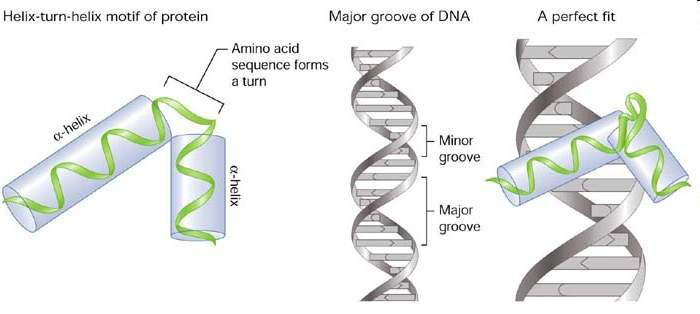 Helix-turn-helix motif of protein
Major groove of DNA
A perfect fit
Amino acid
sequence forms
a turn
α-helix
α-helix
Minor
groove
Major
groove